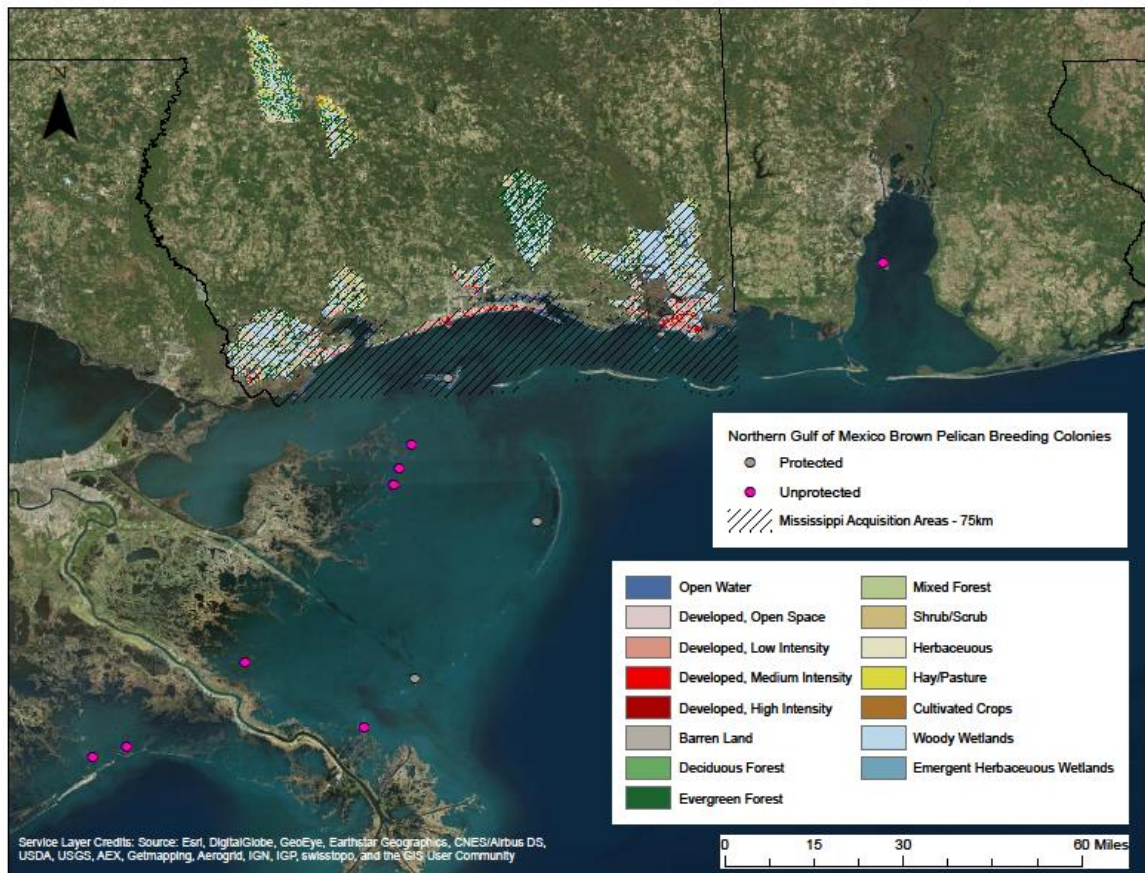 N
Northern Gulf of Mexico Brown Pelican Breeding Colonies
Protected
Unprotected
Mississippi Acquisition Areas - 75km
Open Water
Developed, Open Space
Developed, Low Intensity
Developed, Medium Intensity
Developed, High Intensity
Barren Land
Deciduous Forest
Evergreen Forest
Mixed Forest
Shrub/Scrub
Herbaceuous
Hay/Pasture
Cultivated Crops
Woody Wetlands
Emergent Herbaceuous Wetlands
Service Layer Credits: Source: Esri, DigitalGlobe, GeoEye, Earthstar Geographics, CNES/Airbus DS,
USDA, USGS, AEX, Getmapping, Aerogrid, IGN, IGP, swisstopo, and the GIS User Community
0 15 30 60 Miles